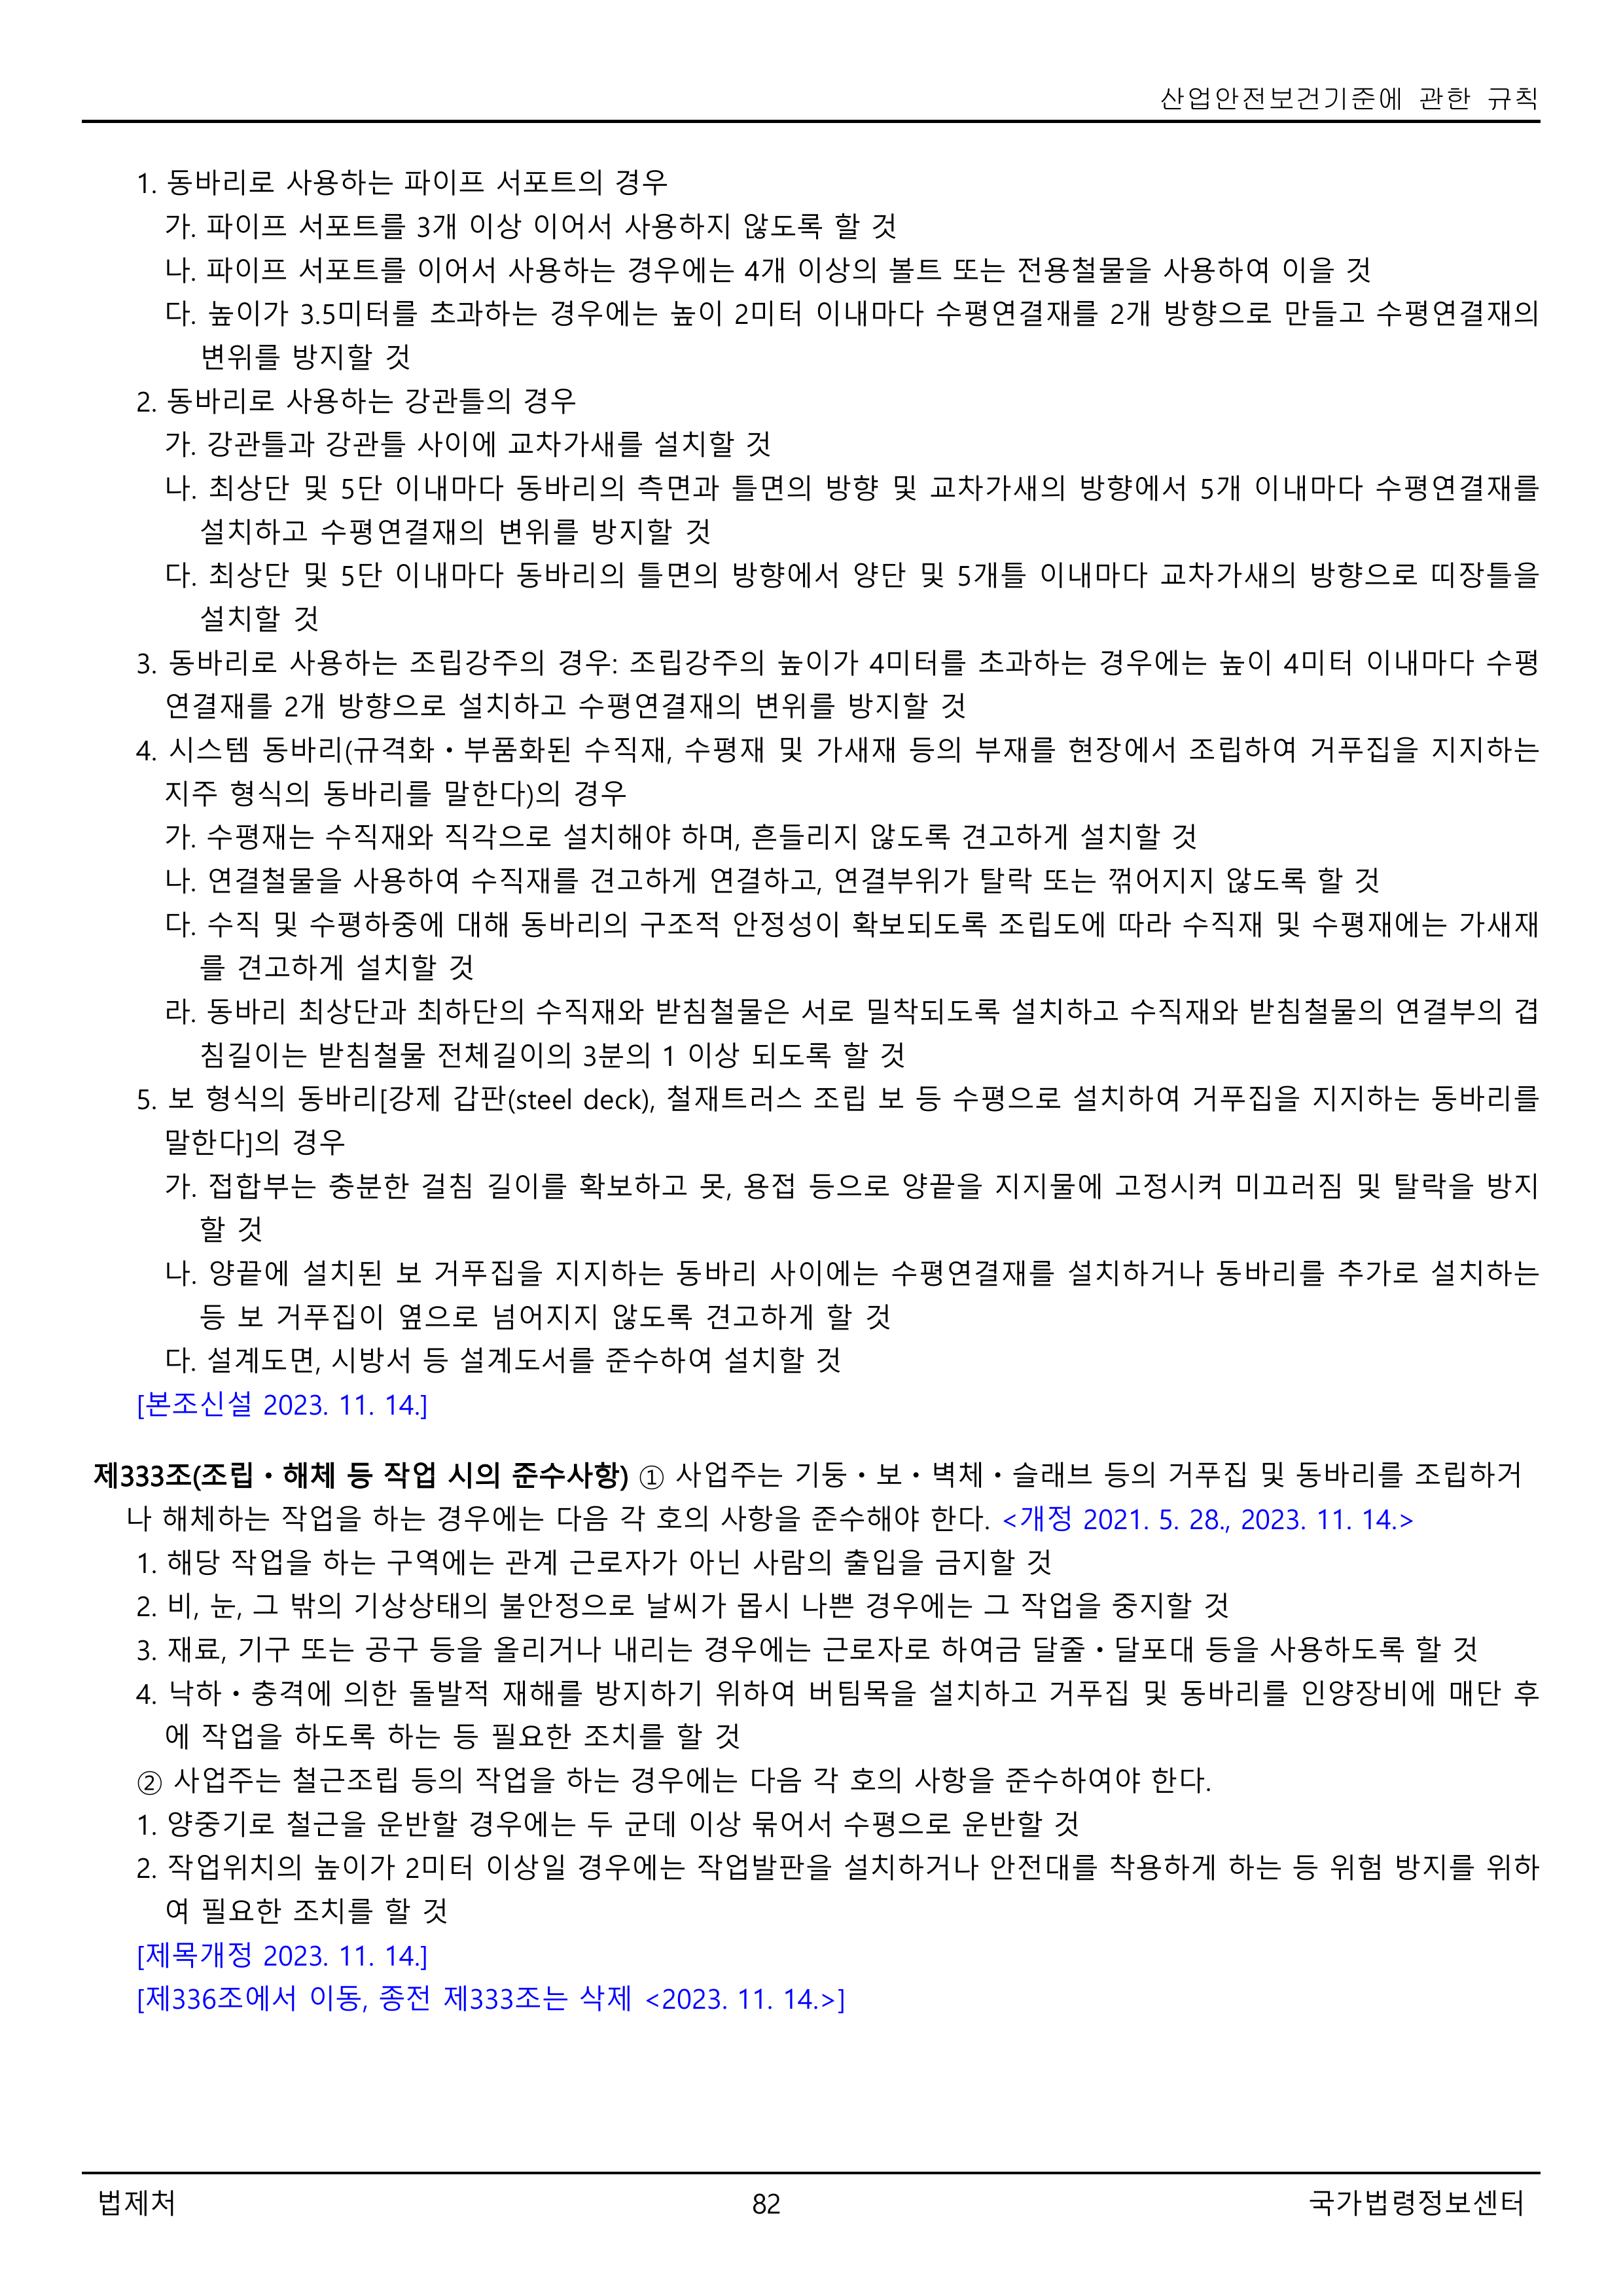 산업안전보건기준에 관한 규칙
1. 동바리로 사용하는 파이프 서포트의 경우
가. 파이프 서포트를 3개 이상 이어서 사용하지 않도록 할 것
나. 파이프 서포트를 이어서 사용하는 경우에는 4개 이상의 볼트 또는 전용철물을 사용하여 이을 것
다. 높이가 3.5미터를 초과하는 경우에는 높이 2미터 이내마다 수평연결재를 2개 방향으로 만들고 수평연결재의
변위를 방지할 것
2. 동바리로 사용하는 강관틀의 경우
가. 강관틀과 강관틀 사이에 교차가새를 설치할 것
나. 최상단 및 5단 이내마다 동바리의 측면과 틀면의 방향 및 교차가새의 방향에서 5개 이내마다 수평연결재를
설치하고 수평연결재의 변위를 방지할 것
다. 최상단 및 5단 이내마다 동바리의 틀면의 방향에서 양단 및 5개틀 이내마다 교차가새의 방향으로 띠장틀을
설치할 것
3. 동바리로 사용하는 조립강주의 경우: 조립강주의 높이가 4미터를 초과하는 경우에는 높이 4미터 이내마다 수평
연결재를 2개 방향으로 설치하고 수평연결재의 변위를 방지할 것
4. 시스템 동바리(규격화ㆍ부품화된 수직재, 수평재 및 가새재 등의 부재를 현장에서 조립하여 거푸집을 지지하는
지주 형식의 동바리를 말한다)의 경우
가. 수평재는 수직재와 직각으로 설치해야 하며, 흔들리지 않도록 견고하게 설치할 것
나. 연결철물을 사용하여 수직재를 견고하게 연결하고, 연결부위가 탈락 또는 꺾어지지 않도록 할 것
다. 수직 및 수평하중에 대해 동바리의 구조적 안정성이 확보되도록 조립도에 따라 수직재 및 수평재에는 가새재
를 견고하게 설치할 것
라. 동바리 최상단과 최하단의 수직재와 받침철물은 서로 밀착되도록 설치하고 수직재와 받침철물의 연결부의 겹
침길이는 받침철물 전체길이의 3분의 1 이상 되도록 할 것
5. 보 형식의 동바리[강제 갑판(steel deck), 철재트러스 조립 보 등 수평으로 설치하여 거푸집을 지지하는 동바리를
말한다]의 경우
가. 접합부는 충분한 걸침 길이를 확보하고 못, 용접 등으로 양끝을 지지물에 고정시켜 미끄러짐 및 탈락을 방지
할 것
나. 양끝에 설치된 보 거푸집을 지지하는 동바리 사이에는 수평연결재를 설치하거나 동바리를 추가로 설치하는
등 보 거푸집이 옆으로 넘어지지 않도록 견고하게 할 것
다. 설계도면, 시방서 등 설계도서를 준수하여 설치할 것
[본조신설 2023. 11. 14.]
제333조(조립ㆍ해체 등 작업 시의 준수사항) ① 사업주는 기둥ㆍ보ㆍ벽체ㆍ슬래브 등의 거푸집 및 동바리를 조립하거
나 해체하는 작업을 하는 경우에는 다음 각 호의 사항을 준수해야 한다. <개정 2021. 5. 28., 2023. 11. 14.>
1. 해당 작업을 하는 구역에는 관계 근로자가 아닌 사람의 출입을 금지할 것
2. 비, 눈, 그 밖의 기상상태의 불안정으로 날씨가 몹시 나쁜 경우에는 그 작업을 중지할 것
3. 재료, 기구 또는 공구 등을 올리거나 내리는 경우에는 근로자로 하여금 달줄ㆍ달포대 등을 사용하도록 할 것
4. 낙하ㆍ충격에 의한 돌발적 재해를 방지하기 위하여 버팀목을 설치하고 거푸집 및 동바리를 인양장비에 매단 후
에 작업을 하도록 하는 등 필요한 조치를 할 것
② 사업주는 철근조립 등의 작업을 하는 경우에는 다음 각 호의 사항을 준수하여야 한다.
1. 양중기로 철근을 운반할 경우에는 두 군데 이상 묶어서 수평으로 운반할 것
2. 작업위치의 높이가 2미터 이상일 경우에는 작업발판을 설치하거나 안전대를 착용하게 하는 등 위험 방지를 위하
여 필요한 조치를 할 것
[제목개정 2023. 11. 14.]
[제336조에서 이동, 종전 제333조는 삭제 <2023. 11. 14.>]
법제처
82
국가법령정보센터